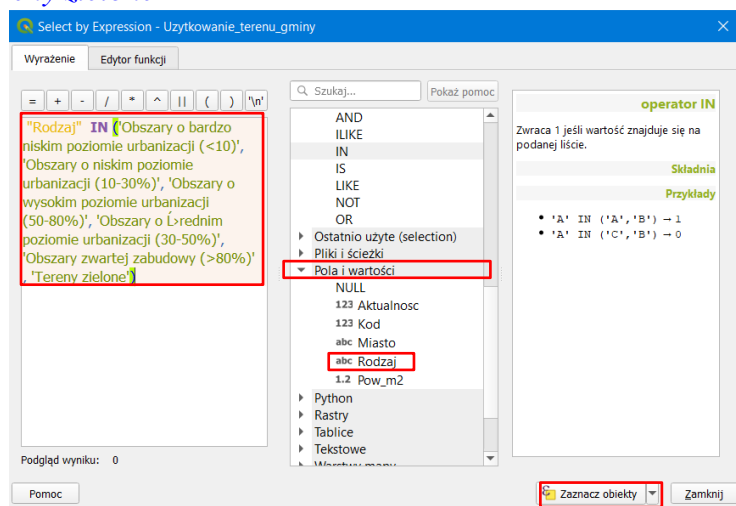 Select by Expression - Uzytkowanie_terenu_gminy
Wyrażenie Edytor funkcji
= + - / * ^ || ( ) '\n'
"Rodzaj" IN ('Obszary o bardzo
niskim poziomie urbanizacji (<10)',
'Obszary o niskim poziomie
urbanizacji (10-30%)', 'Obszary o
wysokim poziomie urbanizacji
(50-80%)', 'Obszary o Ĺ›rednim
poziomie urbanizacji (30-50%)',
'Obszary zwartej zabudowy (>80%)'
, 'Tereny zielone')
Podgląd wyniku: 0
Szukaj... Pokaż pomoc
AND
ILIKE
IN
IS
LIKE
NOT
OR
Ostatnio użyte (selection)
Pliki i ścieżki
Pola i wartości
NULL
123 Aktualnosc
123 Kod
abc Miasto
abc Rodzaj
1.2 Pow_m2
Python
Rastry
Tablice
Tekstowe
Warstwy mapy
operator IN
Zwraca 1 jeśli wartość znajduje się na
podanej liście.
Składnia
Przykłady
• 'A' IN ('A','B') → 1
• 'A' IN ('C','B') → 0
Pomoc Zaznacz obiekty Zamknij